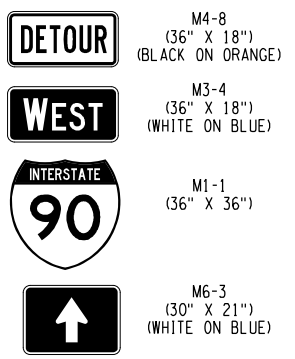 DETOUR
M4-8
(36" X 18")
(BLACK ON ORANGE)
WEST
M3-4
(36" X 18")
(WHITE ON BLUE)
INTERSTATE
90
M1-1
(36" X 36")
M6-3
(30" X 21")
(WHITE ON BLUE)